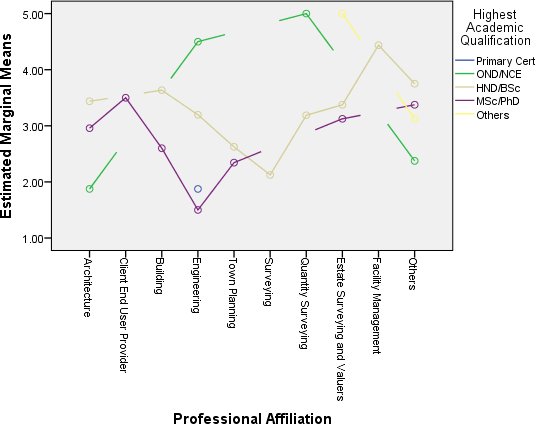 Highest
Academic
Qualification
Primary Cert
OND/NCE
HND/BSc
MSc/PhD
Others
Estimated Marginal Means
5.00
4.00
3.00
2.00
1.00
Architecture
Client End User Provider
Building
Engineering
Town Planning
Surveying
Quantity Surveying
Estate Surveying and Valuers
Facility Management
Others
Professional Affiliation